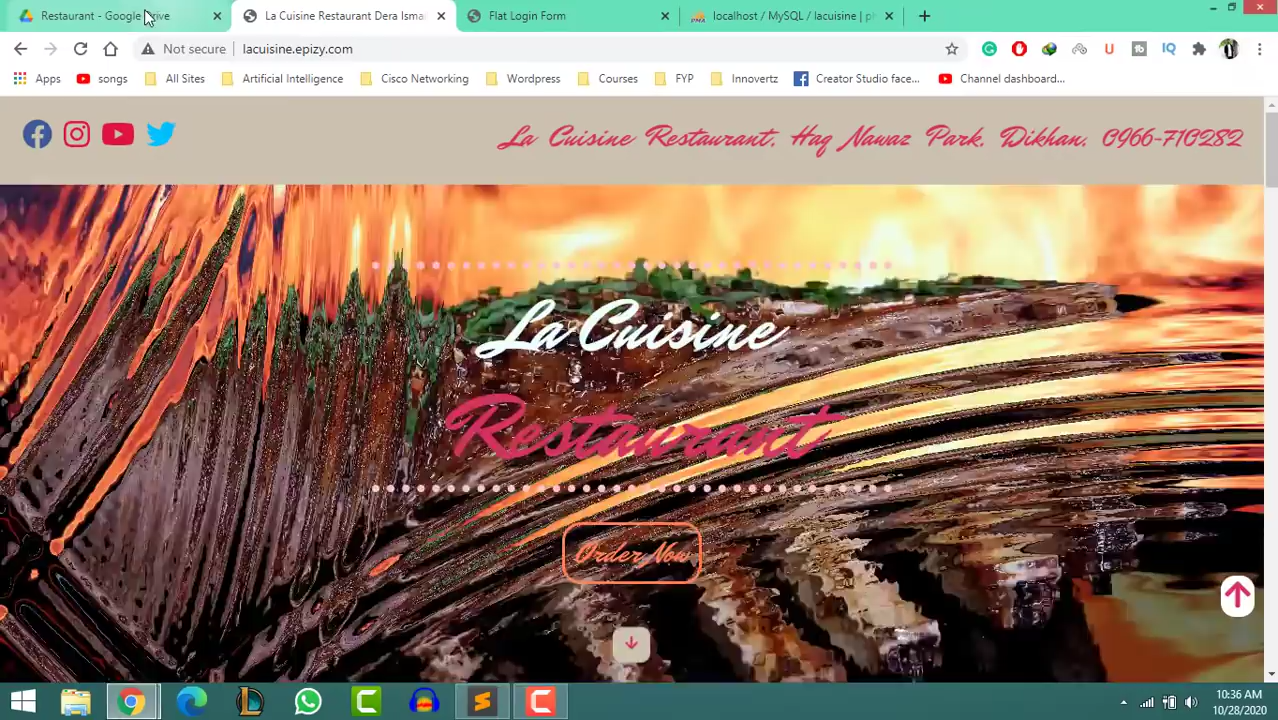 Restaurant - Google Drive
La Cuisine Restaurant Dera Isma
Flat Login Form
localhost / MySQL / lacuisine | ph
Not secure
lacuisine.epizy.com
Apps
songs
All Sites
Artificial Intelligence
Cisco Networking
Wordpress
Courses
FYP
Innovertz
Creator Studio face...
Channel dashboard...
La Cuisine Restaurant, Haq Nawaz Park, Dikhan. 0966-710282
La Cuisine
Restaurant
Order Now
10:36 AM
10/28/2020